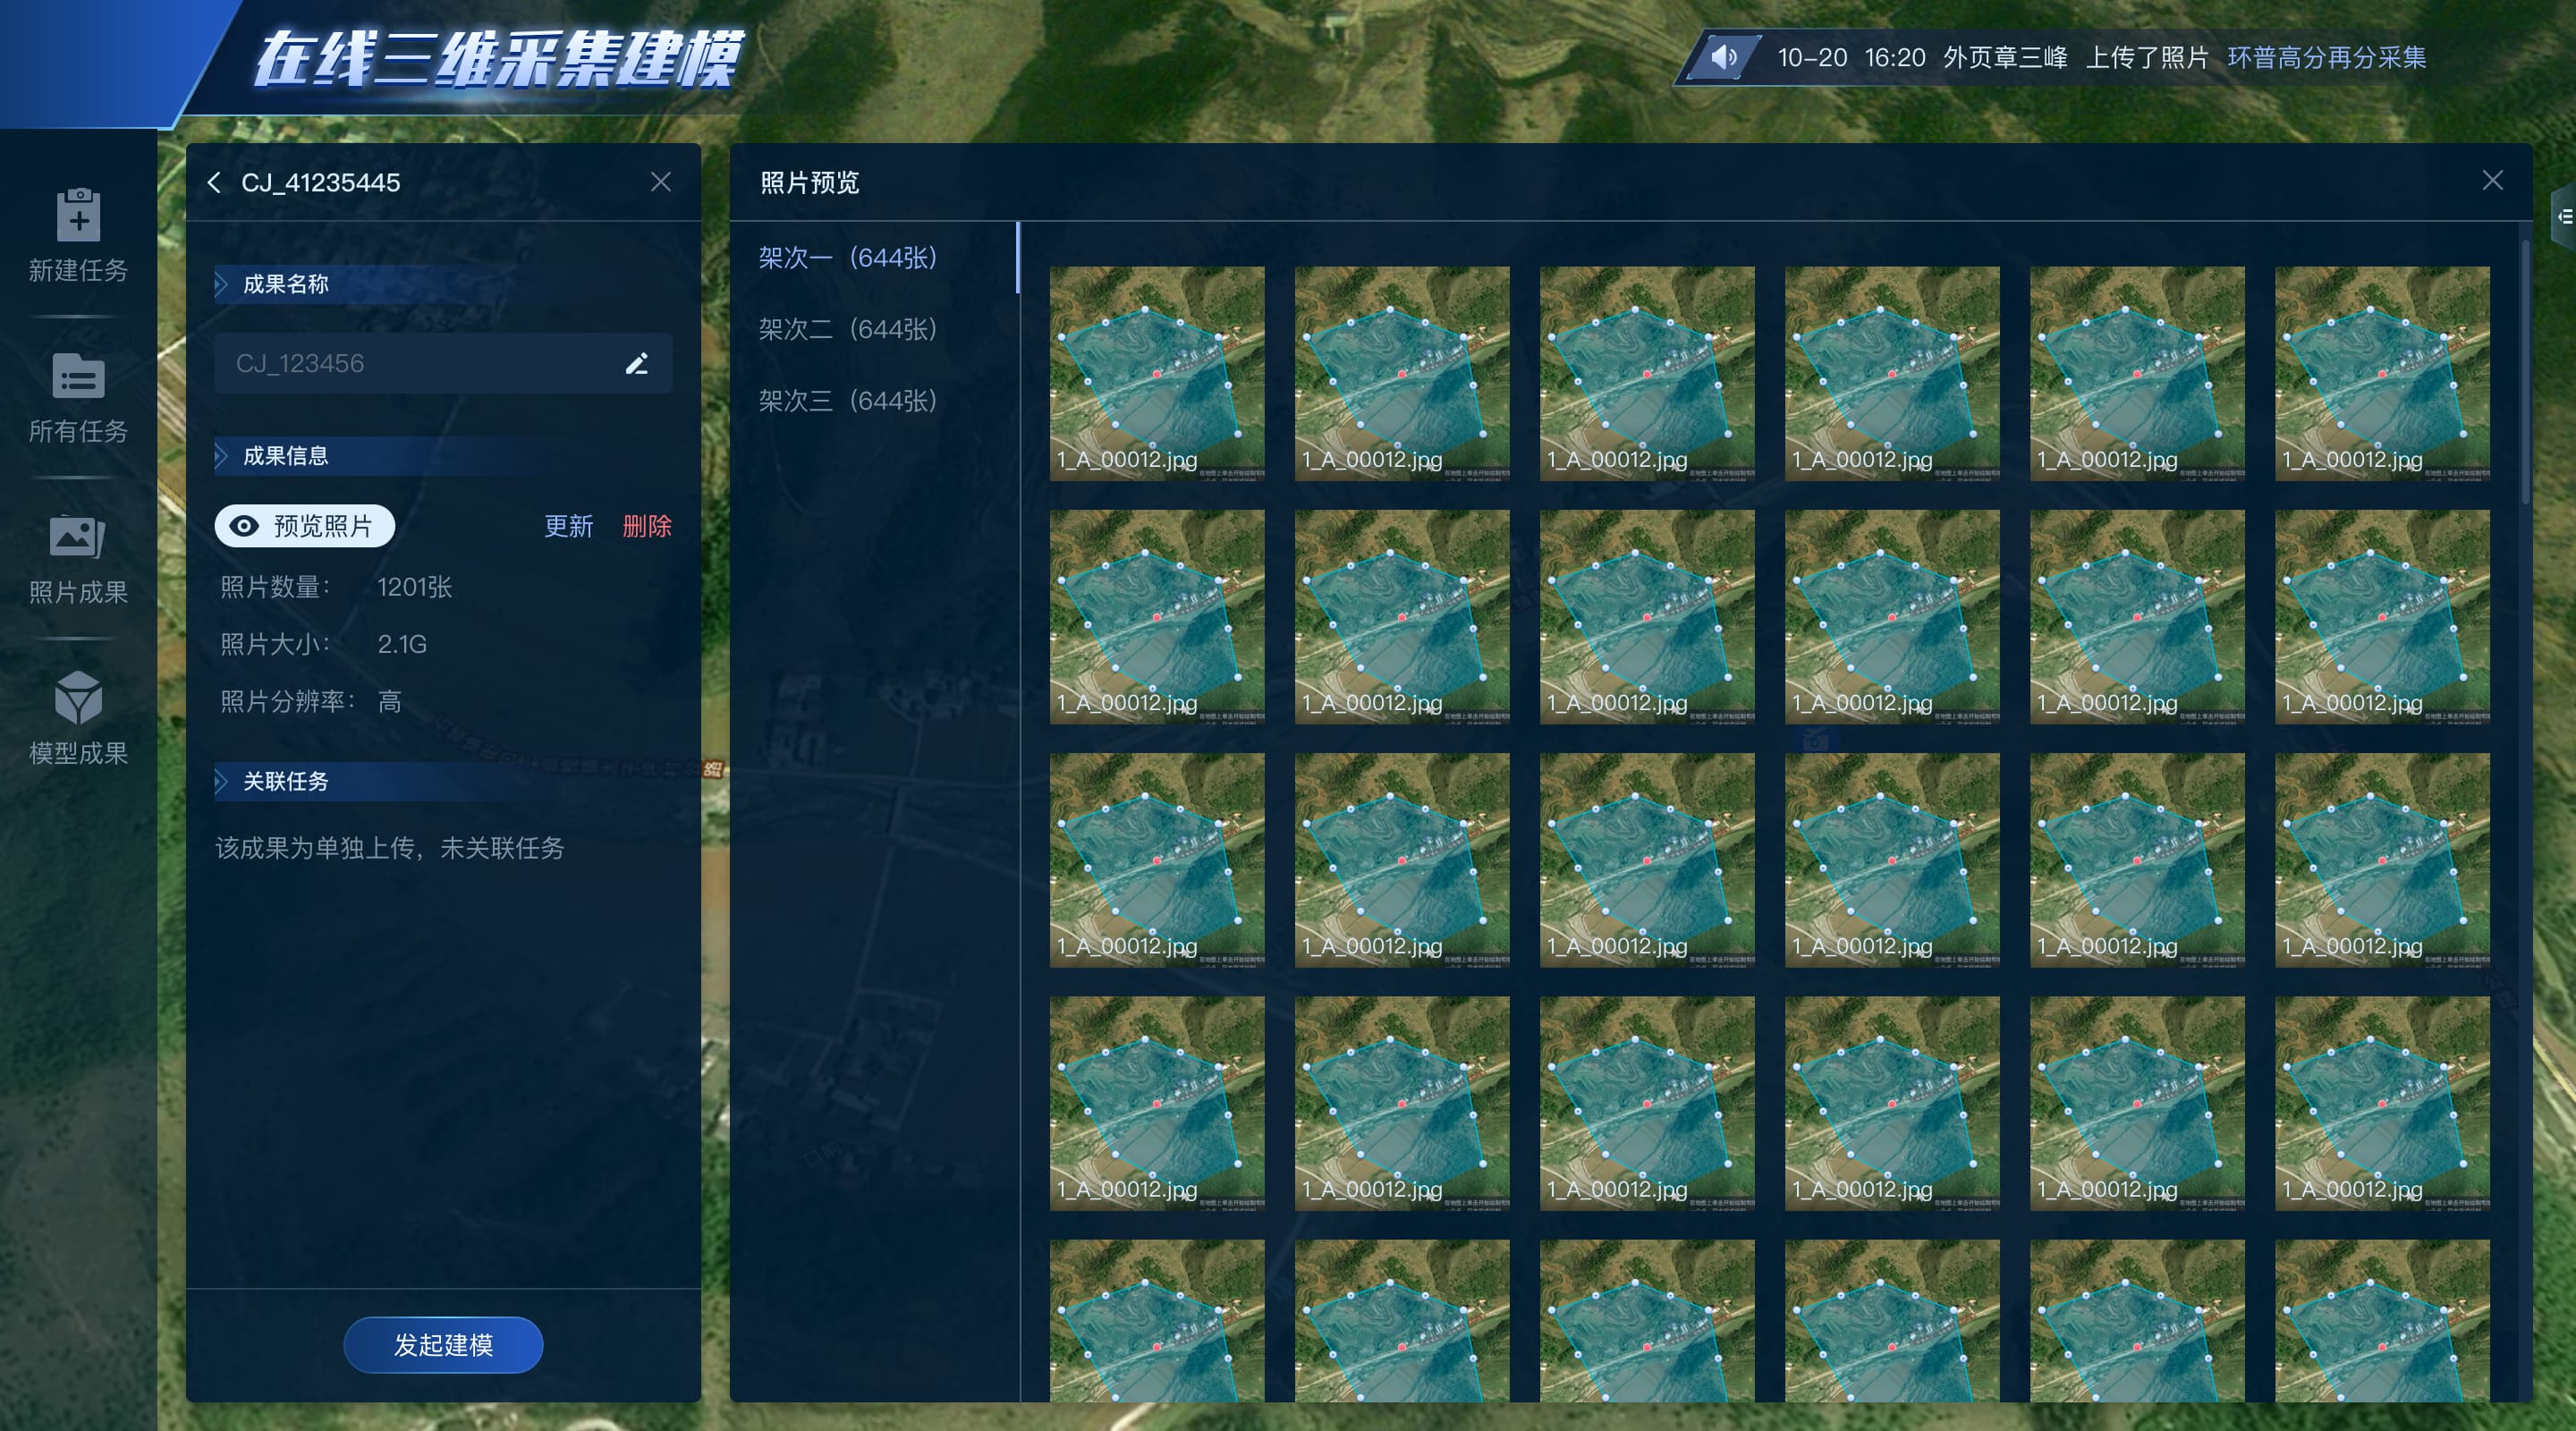 在线三维采集建模
10-20 16:20 外页章三峰 上传了照片 环普高分再分采集
新建任务
所有任务
照片成果
模型成果
CJ_41235445
成果名称
CJ_123456
成果信息
预览照片 更新 删除
照片数量： 1201张
照片大小： 2.1G
照片分辨率： 高
关联任务
该成果为单独上传，未关联任务
发起建模
路
照片预览
架次一（644张）
架次二（644张）
架次三（644张）
1_A_00012.jpg 1_A_00012.jpg 1_A_00012.jpg 1_A_00012.jpg 1_A_00012.jpg 1_A_00012.jpg
1_A_00012.jpg 1_A_00012.jpg 1_A_00012.jpg 1_A_00012.jpg 1_A_00012.jpg 1_A_00012.jpg
1_A_00012.jpg 1_A_00012.jpg 1_A_00012.jpg 1_A_00012.jpg 1_A_00012.jpg 1_A_00012.jpg
1_A_00012.jpg 1_A_00012.jpg 1_A_00012.jpg 1_A_00012.jpg 1_A_00012.jpg 1_A_00012.jpg